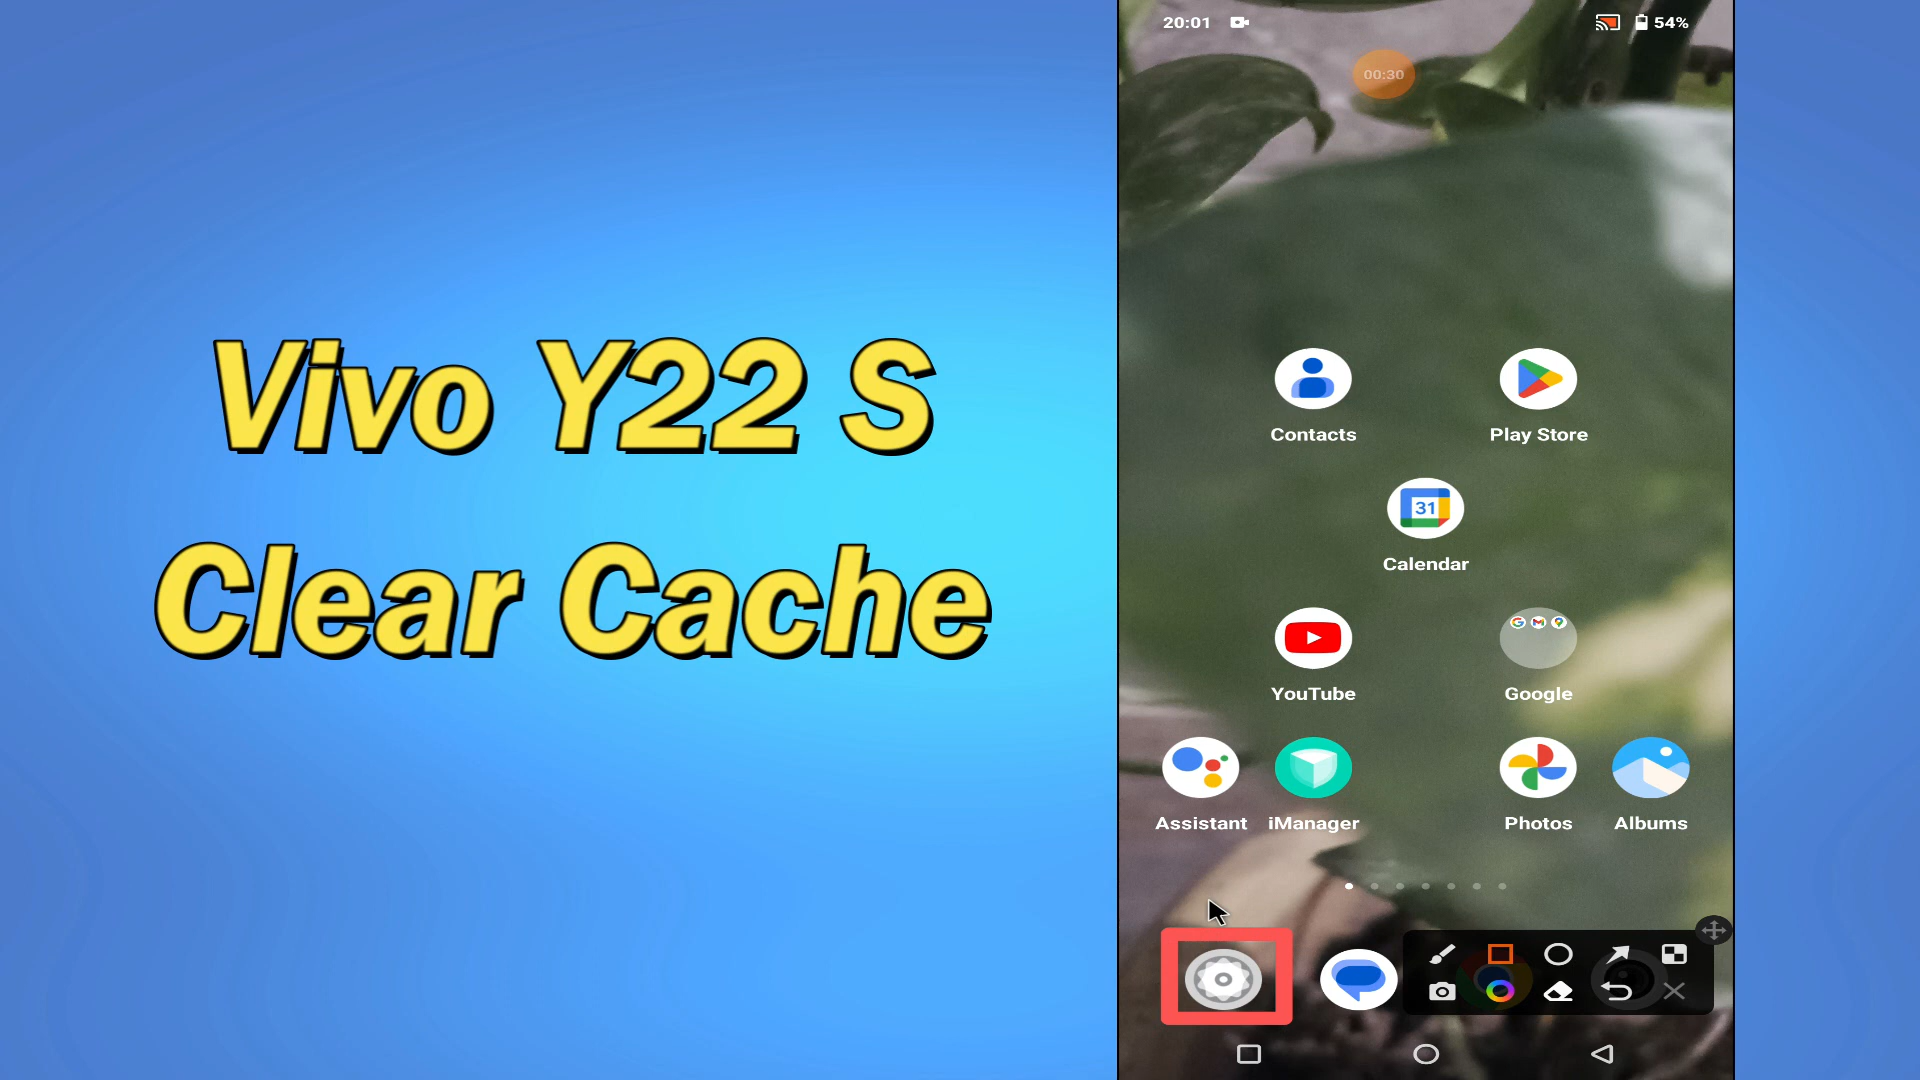 Vivo Y22 S
Clear Cache
20:01
54%
00:30
Contacts
Play Store
31
Calendar
YouTube
Google
Assistant
iManager
Photos
Albums